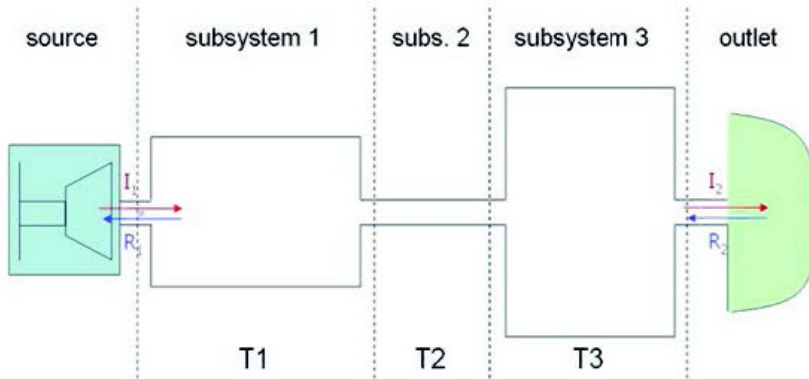 source subsystem 1 subs. 2 subsystem 3 outlet
I₁ I₂
R₁ R₂
T1 T2 T3